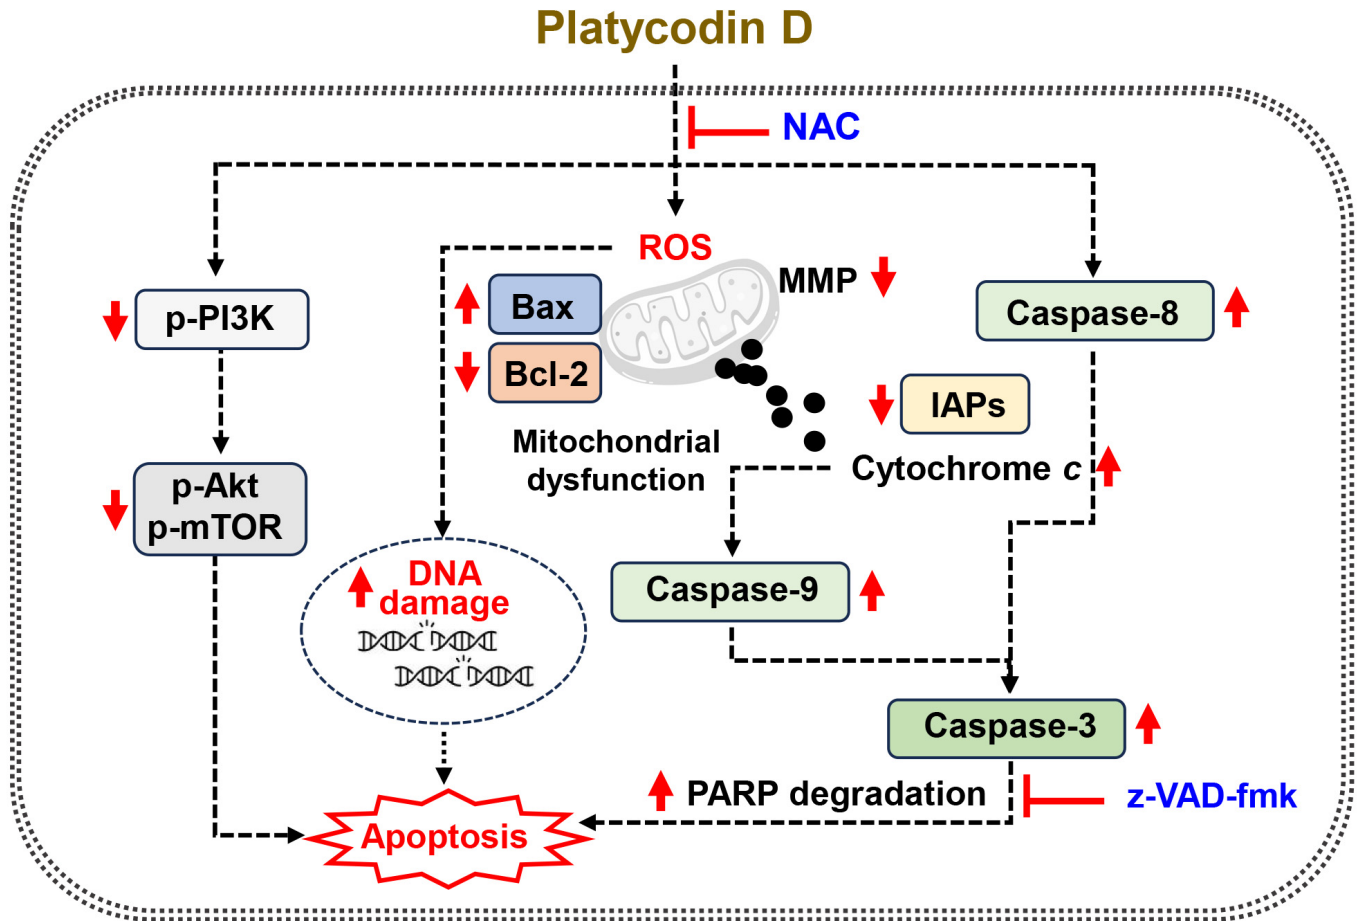 Platycodin D
NAC
ROS
MMP
p-PI3K
Bax
Caspase-8
Bcl-2
IAPs
Mitochondrial
dysfunction
Cytochrome c
p-Akt
p-mTOR
DNA
damage
Caspase-9
Caspase-3
PARP degradation
z-VAD-fmk
Apoptosis